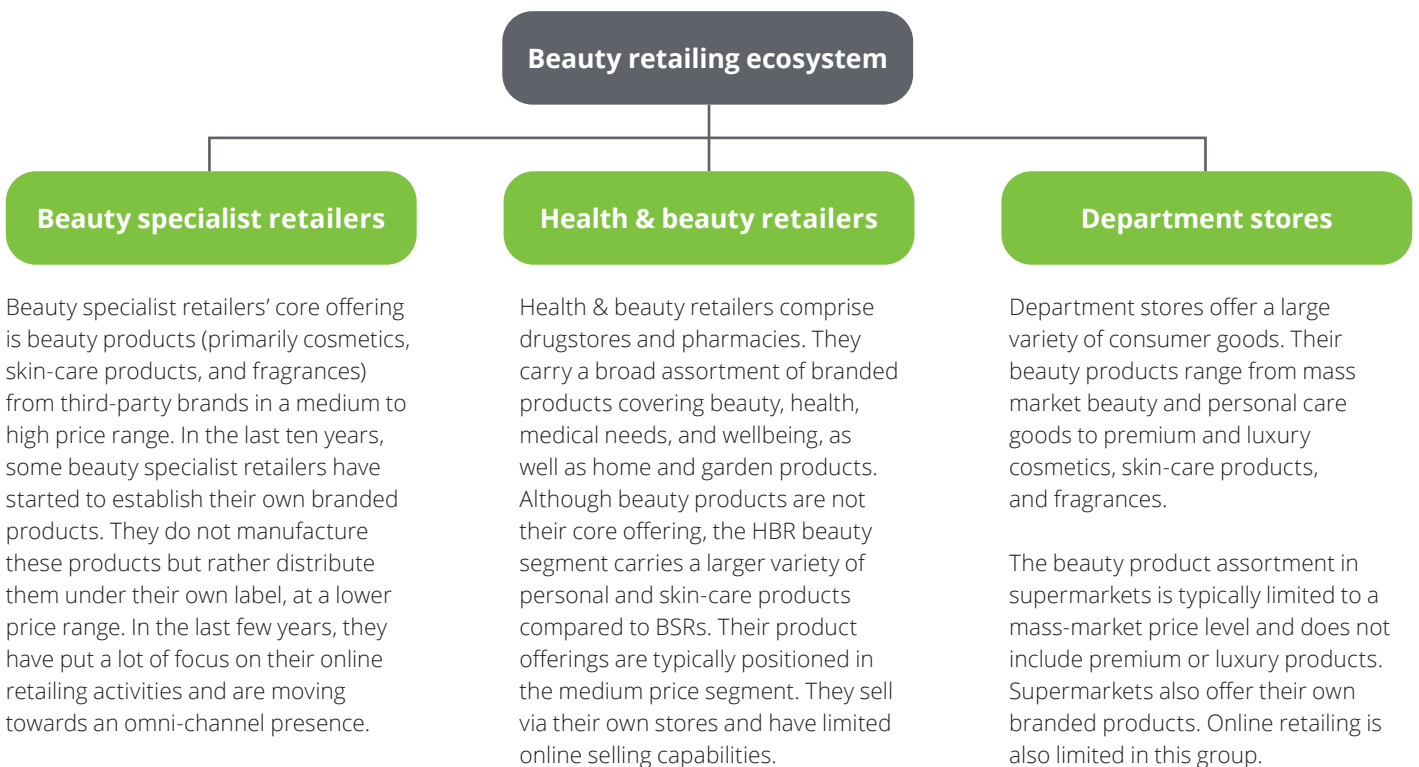 Beauty retailing ecosystem
Beauty specialist retailers
Beauty specialist retailers’ core offering
is beauty products (primarily cosmetics,
skin-care products, and fragrances)
from third-party brands in a medium to
high price range. In the last ten years,
some beauty specialist retailers have
started to establish their own branded
products. They do not manufacture
these products but rather distribute
them under their own label, at a lower
price range. In the last few years, they
have put a lot of focus on their online
retailing activities and are moving
towards an omni-channel presence.
Health & beauty retailers
Health & beauty retailers comprise
drugstores and pharmacies. They
carry a broad assortment of branded
products covering beauty, health,
medical needs, and wellbeing, as
well as home and garden products.
Although beauty products are not
their core offering, the HBR beauty
segment carries a larger variety of
personal and skin-care products
compared to BSRs. Their product
offerings are typically positioned in
the medium price segment. They sell
via their own stores and have limited
online selling capabilities.
Department stores
Department stores offer a large
variety of consumer goods. Their
beauty products range from mass
market beauty and personal care
goods to premium and luxury
cosmetics, skin-care products,
and fragrances.
The beauty product assortment in
supermarkets is typically limited to a
mass-market price level and does not
include premium or luxury products.
Supermarkets also offer their own
branded products. Online retailing is
also limited in this group.